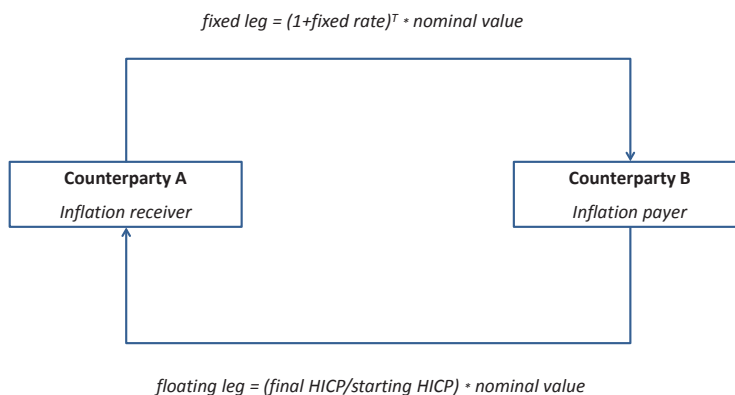 fixed leg = (1+fixed rate)ᵀ * nominal value
Counterparty A
Inflation receiver
Counterparty B
Inflation payer
floating leg = (final HICP/starting HICP) * nominal value